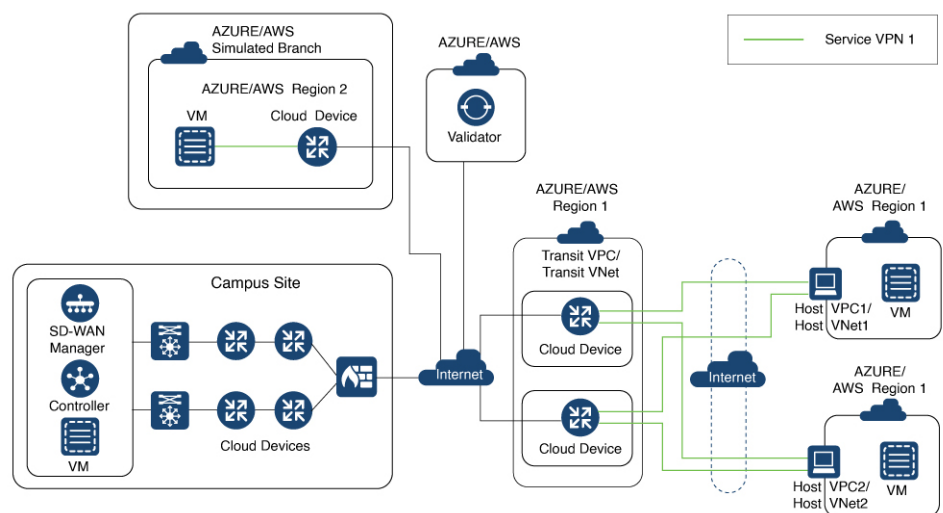 AZURE/AWS
Simulated Branch
AZURE/AWS Region 2
VM
Cloud Device
AZURE/AWS
Validator
Service VPN 1
AZURE/AWS
Region 1
Transit VPC/
Transit VNet
Cloud Device
Cloud Device
Campus Site
SD-WAN
Manager
Controller
VM
Cloud Devices
Internet
Internet
AZURE/
AWS Region 1
Host VPC1/
Host VNet1
VM
AZURE/
AWS Region 1
Host VPC2/
Host VNet2
VM